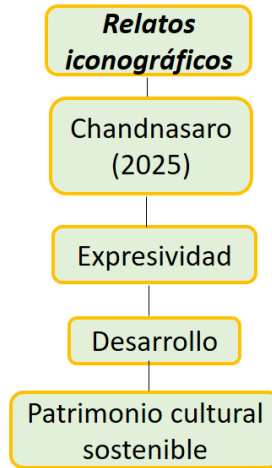 Relatos
iconográficos
Chandnasaro
(2025)
Expresividad
Desarrollo
Patrimonio cultural
sostenible